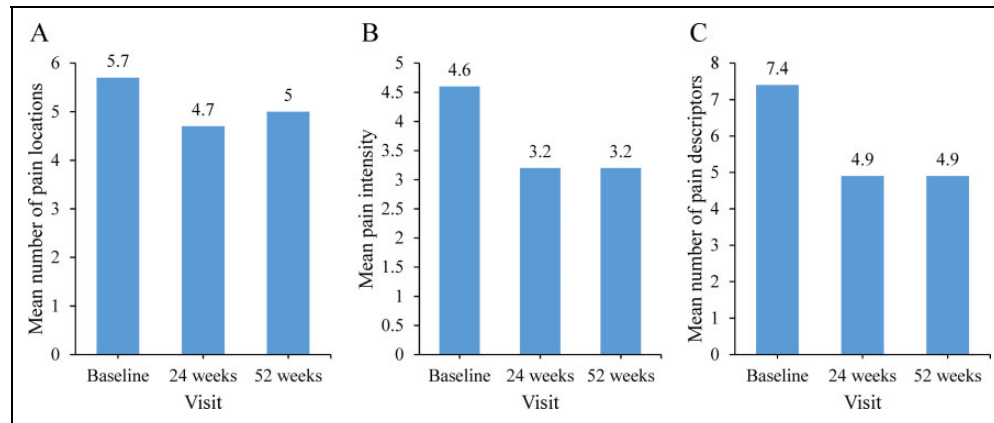 A
Mean number of pain locations
6
5
4
3
2
1
0
5.7
4.7
5
Baseline
24 weeks
52 weeks
Visit
B
Mean pain intensity
5
4.5
4
3.5
3
2.5
2
1.5
1
0.5
0
4.6
3.2
3.2
Baseline
24 weeks
52 weeks
Visit
C
Mean number of pain descriptors
8
7
6
5
4
3
2
1
0
7.4
4.9
4.9
Baseline
24 weeks
52 weeks
Visit